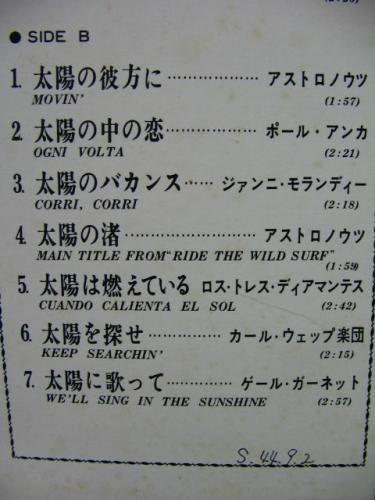 ● SIDE B
1. 太陽の彼方に………………アストロノウツ
MOVIN' (1:57)
2. 太陽の中の恋………………ポール・アンカ
OGNI VOLTA (2:21)
3. 太陽のバカンス……ジァンニ・モランディー
CORRI, CORRI (2:18)
4. 太陽の渚………………アストロノウツ
MAIN TITLE FROM "RIDE THE WILD SURF"
(1:59)
5. 太陽は燃えている ロス・トレス・ディアマンテス
CUANDO CALIENTA EL SOL (2:42)
6. 太陽を探せ…………カール・ウェップ楽団
KEEP SEARCHIN' (2:15)
7. 太陽に歌って…………ゲール・ガーネット
WE'LL SING IN THE SUNSHINE (2:57)
S.44.9.2